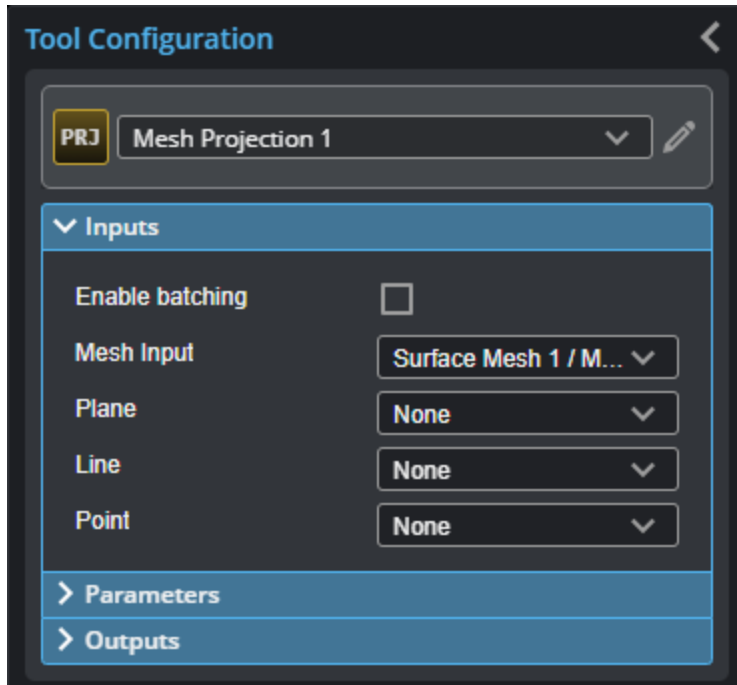 Tool Configuration
PRJ Mesh Projection 1
Inputs
Enable batching
Mesh Input Surface Mesh 1 / M...
Plane None
Line None
Point None
Parameters
Outputs